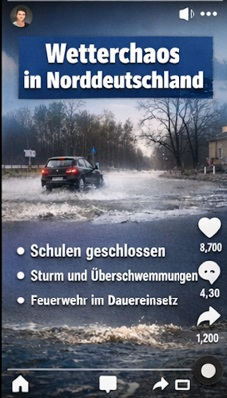 Wetterchaos
in Norddeutschland
8,700
• Schulen geschlossen
• Sturm und Überschwemmungen
4,30
• Feuerwehr im Dauereinsatz
1,200